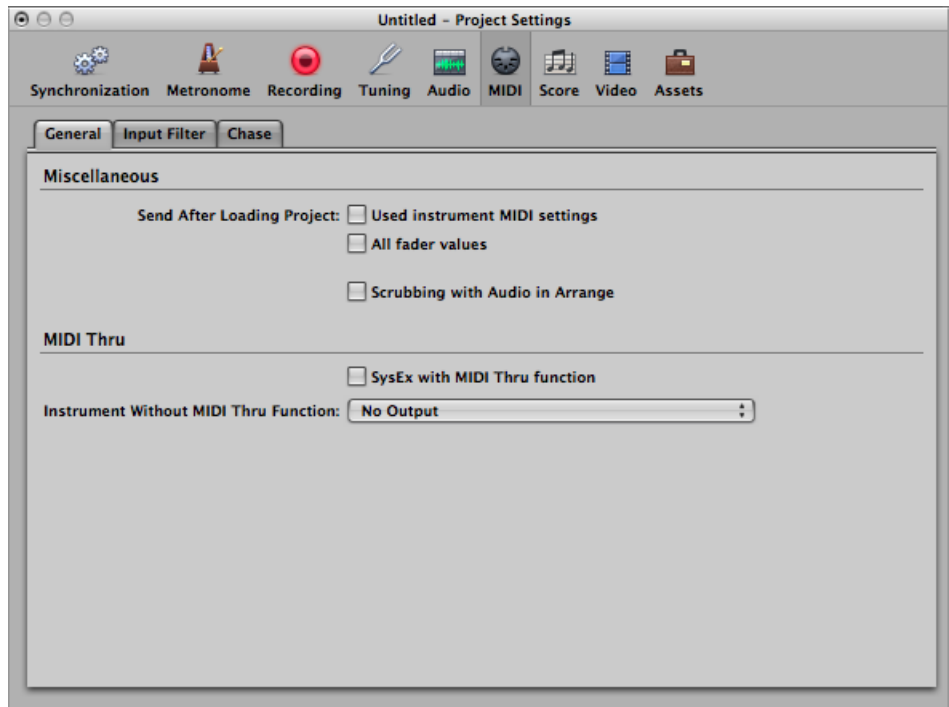 Untitled – Project Settings
Synchronization Metronome Recording Tuning Audio MIDI Score Video Assets
General Input Filter Chase
Miscellaneous
Send After Loading Project: Used instrument MIDI settings
All fader values
Scrubbing with Audio in Arrange
MIDI Thru
SysEx with MIDI Thru function
Instrument Without MIDI Thru Function: No Output